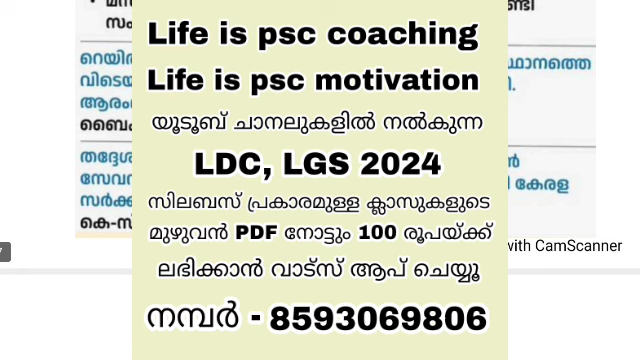 Life is psc coaching
Life is psc motivation
യൂടൂബ് ചാനലുകളിൽ നൽകുന്ന
LDC, LGS 2024
സിലബസ് പ്രകാരമുള്ള ക്ലാസുകളുടെ
മുഴുവൻ PDF നോട്ടും 100 രൂപയ്ക്ക്
ലഭിക്കാൻ വാട്സ് ആപ് ചെയ്യൂ
നമ്പർ - 8593069806
കേരള
with CamScanner